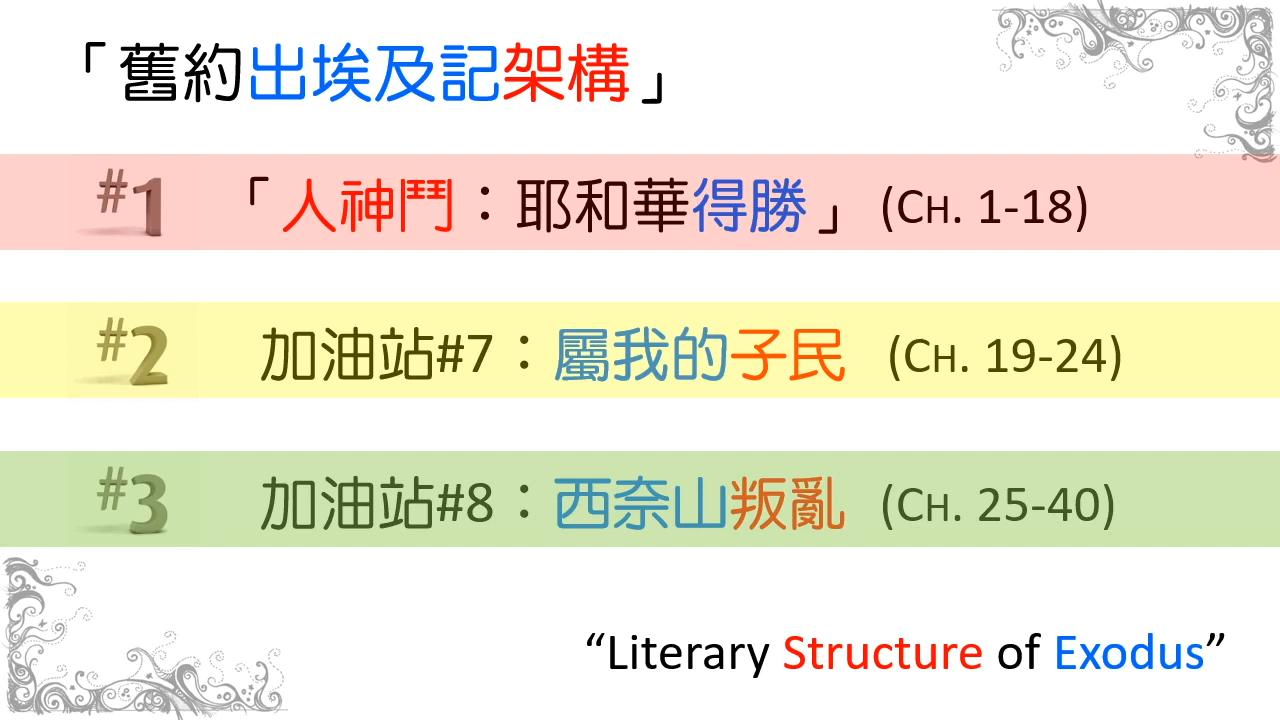 「舊約出埃及記架構」
#1 「人神鬥：耶和華得勝」 (CH. 1-18)
#2 加油站#7：屬我的子民 (CH. 19-24)
#3 加油站#8：西奈山叛亂 (CH. 25-40)
“Literary Structure of Exodus”